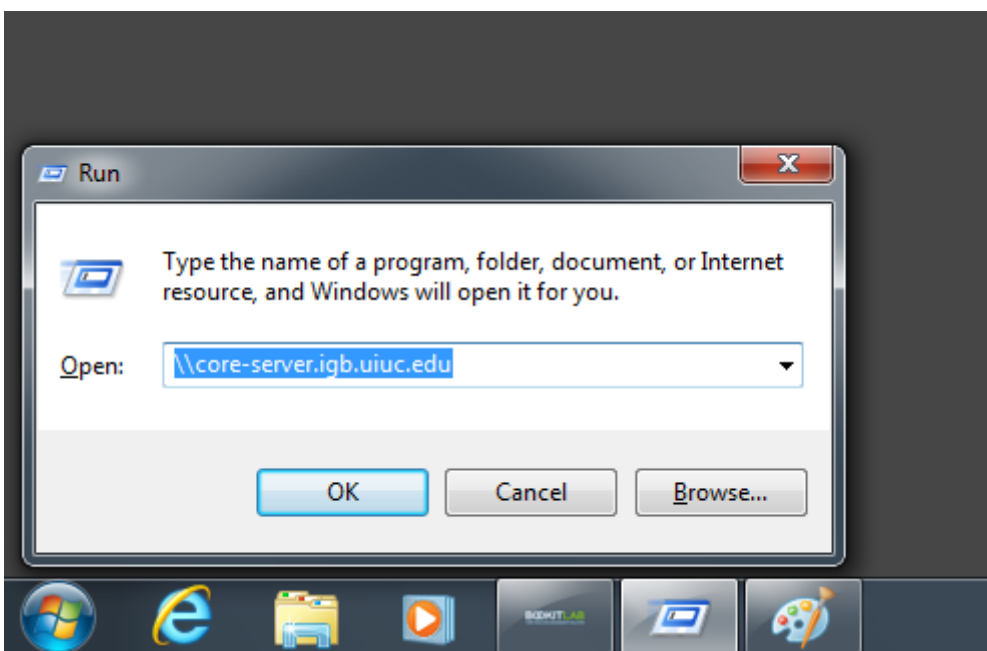 Run
Type the name of a program, folder, document, or Internet
resource, and Windows will open it for you.
Open: \\core-server.igb.uiuc.edu
OK Cancel Browse...
BOOKITLAB